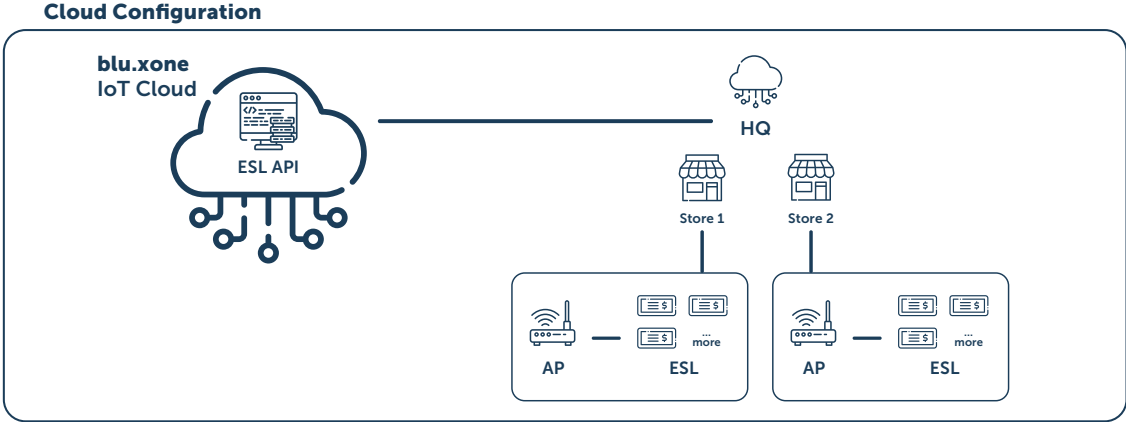 Cloud Configuration
blu.xone
IoT Cloud
</>
ESL API
HQ
Store 1
Store 2
$
$
$
...
more
AP
ESL
$
$
$
...
more
AP
ESL